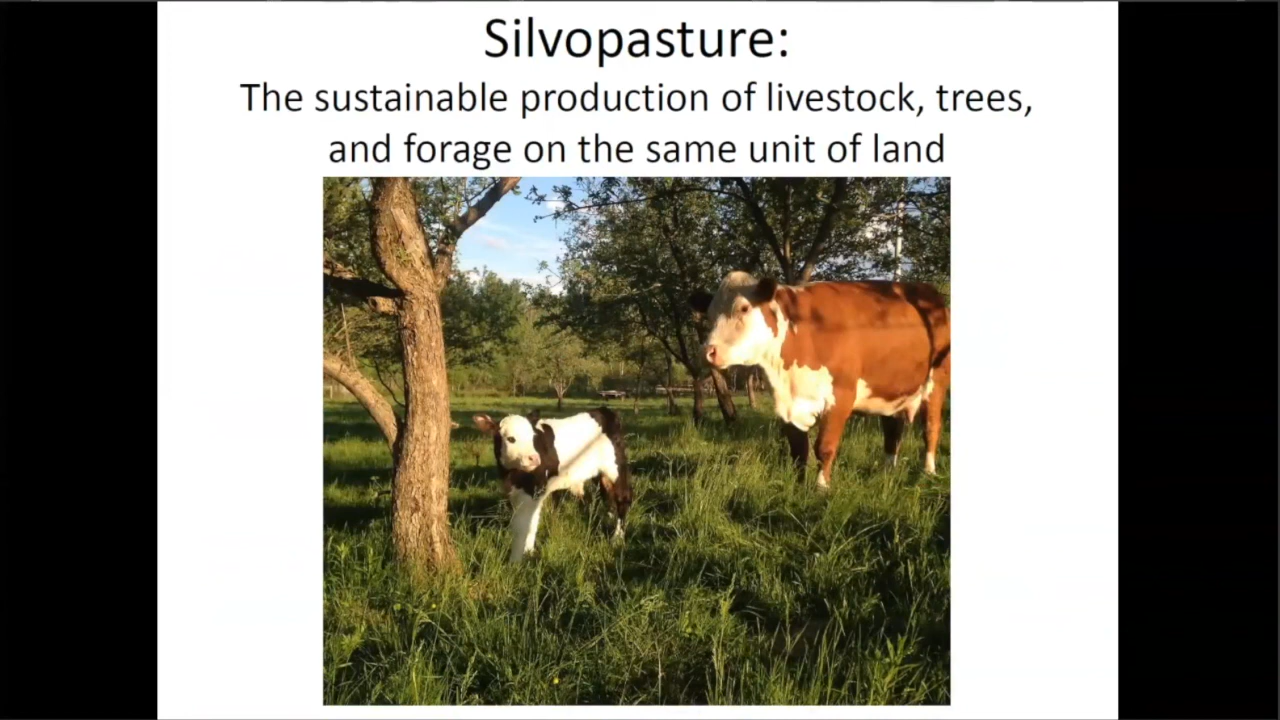 Silvopasture:
The sustainable production of livestock, trees,
and forage on the same unit of land